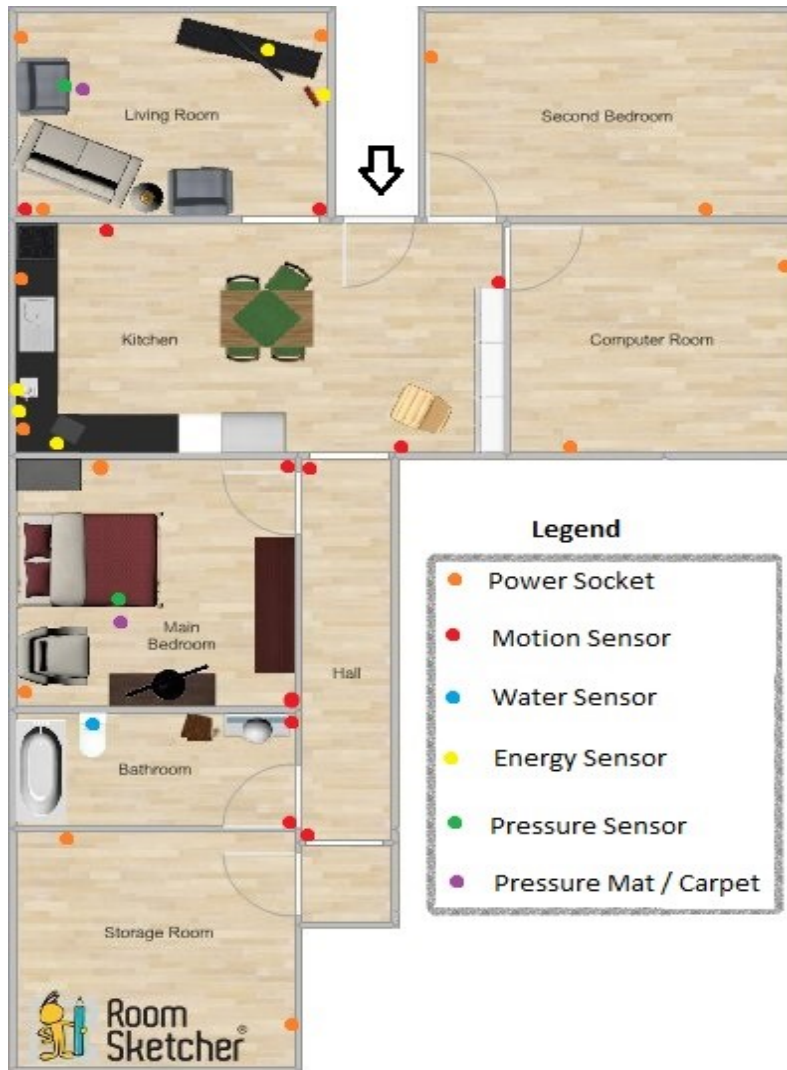 Living Room
Second Bedroom
Kitchen
Computer Room
Main
Bedroom
Hall
Bathroom
Storage Room
Room
Sketcher®
Legend
Power Socket
Motion Sensor
Water Sensor
Energy Sensor
Pressure Sensor
Pressure Mat / Carpet